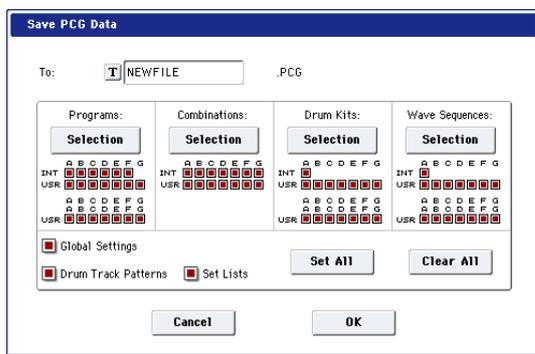 Save PCG Data
To: T NEWFILE .PCG
Programs: Combinations: Drum Kits: Wave Sequences:
Selection Selection Selection Selection
A B C D E F G A B C D E F G A B C D E F G A B C D E F G
INT INT INT INT
USR USR USR USR
A B C D E F G A B C D E F G A B C D E F G
A B C D E F G A B C D E F G A B C D E F G
USR USR USR
Global Settings
Drum Track Patterns Set Lists Set All Clear All
Cancel OK